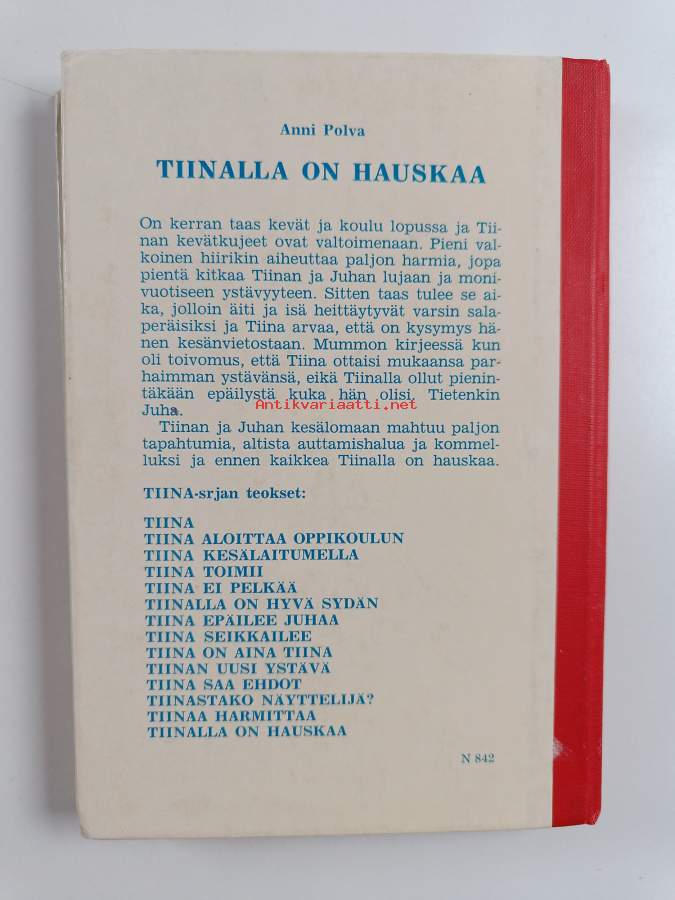 Anni Polva
TIINALLA ON HAUSKAA
On kerran taas kevät ja koulu lopussa ja Tii-
nan kevätkujeet ovat valtoimenaan. Pieni val-
koinen hiirikin aiheuttaa paljon harmia, jopa
pientä kitkaa Tiinan ja Juhan lujaan ja moni-
vuotiseen ystävyyteen. Sitten taas tulee se ai-
ka, jolloin äiti ja isä heittäytyvät varsin sala-
peräisiksi ja Tiina arvaa, että on kysymys hä-
nen kesänvietostaan. Mummon kirjeessä kun
oli toivomus, että Tiina ottaisi mukaansa par-
haimman ystävänsä, eikä Tiinalla ollut pienin-
täkään epäilystä kuka hän olisi. Tietenkin
Juha.
Antikvariaatti.net
Tiinan ja Juhan kesälomaan mahtuu paljon
tapahtumia, altista auttamishalua ja kommel-
luksi ja ennen kaikkea Tiinalla on hauskaa.
TIINA-srjan teokset:
TIINA
TIINA ALOITTAA OPPIKOULUN
TIINA KESÄLAITUMELLA
TIINA TOIMII
TIINA EI PELKÄÄ
TIINALLA ON HYVÄ SYDÄN
TIINA EPÄILEE JUHAA
TIINA SEIKKAILEE
TIINA ON AINA TIINA
TIINAN UUSI YSTÄVÄ
TIINA SAA EHDOT
TIINASTAKO NÄYTTELIJÄ?
TIINAA HARMITTAA
TIINALLA ON HAUSKAA
N 842